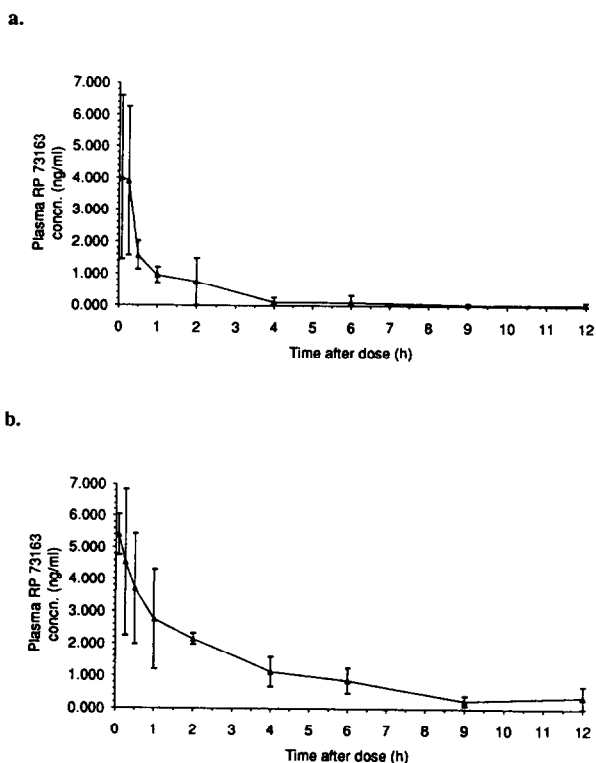 a.
Plasma RP 73163
concn. (ng/ml)
7.000
6.000
5.000
4.000
3.000
2.000
1.000
0.000
0 1 2 3 4 5 6 7 8 9 10 11 12
Time after dose (h)
b.
Plasma RP 73163
concn. (ng/ml)
7.000
6.000
5.000
4.000
3.000
2.000
1.000
0.000
0 1 2 3 4 5 6 7 8 9 10 11 12
Time after dose (h)